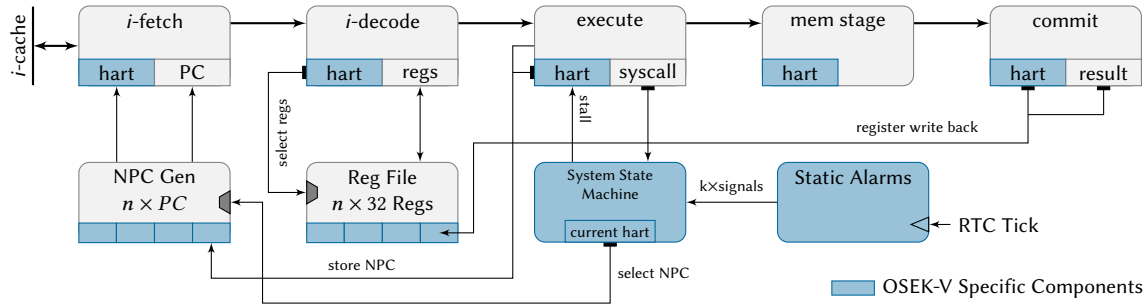 i-cache
i-fetch
hart
PC
i-decode
hart
regs
execute
hart
syscall
mem stage
hart
commit
hart
result
select regs
stall
register write back
NPC Gen
n × PC
Reg File
n × 32 Regs
System State
Machine
current hart
k×signals
Static Alarms
RTC Tick
store NPC
select NPC
OSEK-V Specific Components